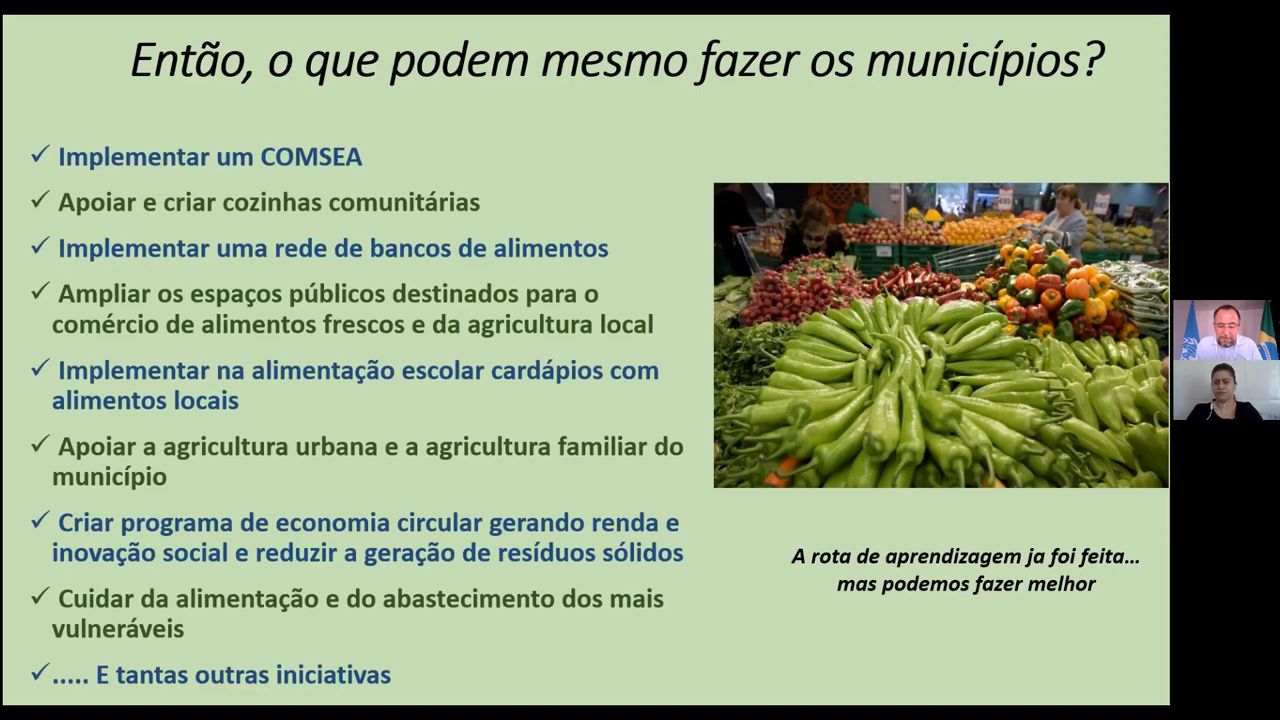 Então, o que podem mesmo fazer os municípios?
✓ Implementar um COMSEA
✓ Apoiar e criar cozinhas comunitárias
✓ Implementar uma rede de bancos de alimentos
✓ Ampliar os espaços públicos destinados para o
comércio de alimentos frescos e da agricultura local
✓ Implementar na alimentação escolar cardápios com
alimentos locais
✓ Apoiar a agricultura urbana e a agricultura familiar do
município
✓ Criar programa de economia circular gerando renda e
inovação social e reduzir a geração de resíduos sólidos
✓ Cuidar da alimentação e do abastecimento dos mais
vulneráveis
✓ ..... E tantas outras iniciativas
A rota de aprendizagem ja foi feita...
mas podemos fazer melhor